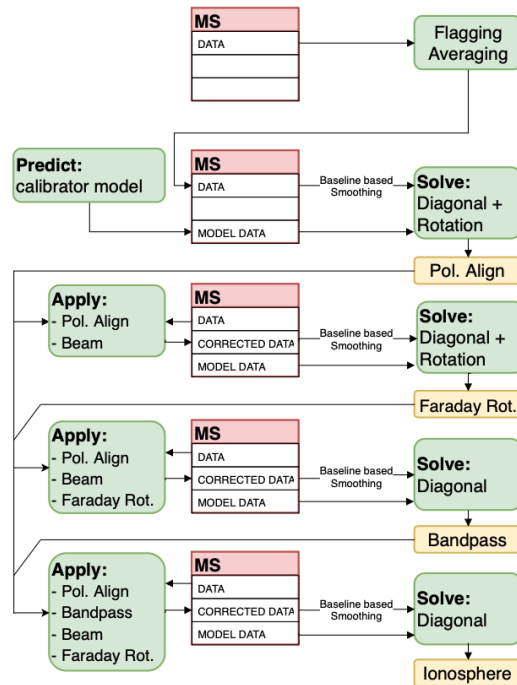 MS
DATA
Flagging
Averaging
Predict:
calibrator model
MS
DATA
MODEL DATA
Baseline based
Smoothing
Solve:
Diagonal +
Rotation
Pol. Align
Apply:
- Pol. Align
- Beam
MS
DATA
CORRECTED DATA
MODEL DATA
Baseline based
Smoothing
Solve:
Diagonal +
Rotation
Faraday Rot.
Apply:
- Pol. Align
- Beam
- Faraday Rot.
MS
DATA
CORRECTED DATA
MODEL DATA
Baseline based
Smoothing
Solve:
Diagonal
Bandpass
Apply:
- Pol. Align
- Bandpass
- Beam
- Faraday Rot.
MS
DATA
CORRECTED DATA
MODEL DATA
Baseline based
Smoothing
Solve:
Diagonal
Ionosphere